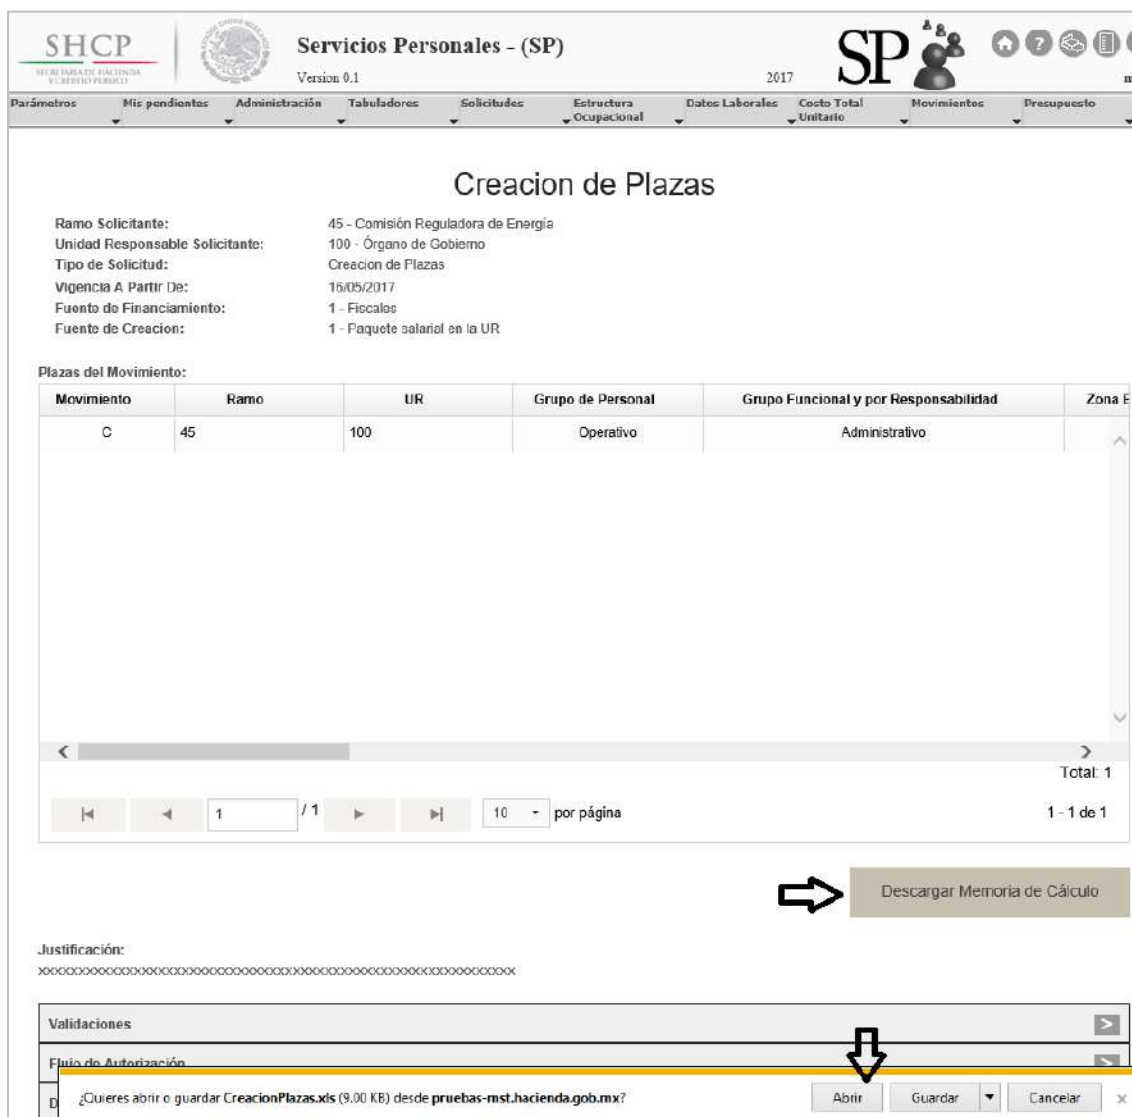 SHCP
SECRETARÍA DE HACIENDA
Y CRÉDITO PÚBLICO
Servicios Personales - (SP)
Version 0.1
2017
SP
Parámetros Mis pendientes Administración Tabuladores Solicitudes Estructura Ocupacional Datos Laborales Costo Total Unitario Movimientos Presupuesto
Creacion de Plazas
Ramo Solicitante: 45 - Comisión Reguladora de Energía
Unidad Responsable Solicitante: 100 - Órgano de Gobierno
Tipo de Solicitud: Creacion de Plazas
Vigencia A Partir De: 16/05/2017
Fuente de Financiamiento: 1 - Fiscales
Fuente de Creacion: 1 - Paquete salarial en la UR
Plazas del Movimiento:
Movimiento Ramo UR Grupo de Personal Grupo Funcional y por Responsabilidad Zona E
C 45 100 Operativo Administrativo
Total: 1
1 / 1 10 por página 1 - 1 de 1
Descargar Memoria de Cálculo
Justificación:
xxxxxxxxxxxxxxxxxxxxxxxxxxxxxxxxxxxxxxxxxxxxxxxxxxxxxxxxxxxx
Validaciones
Flujo de Autorización
D
¿Quieres abrir o guardar CreacionPlazas.xls (9.00 KB) desde pruebas-mst.hacienda.gob.mx? Abrir Guardar Cancelar